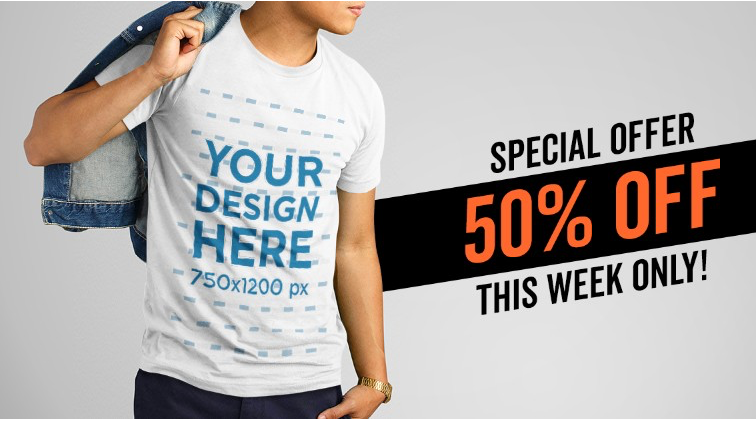 YOUR
DESIGN
HERE
750x1200 px
SPECIAL OFFER
50% OFF
THIS WEEK ONLY!